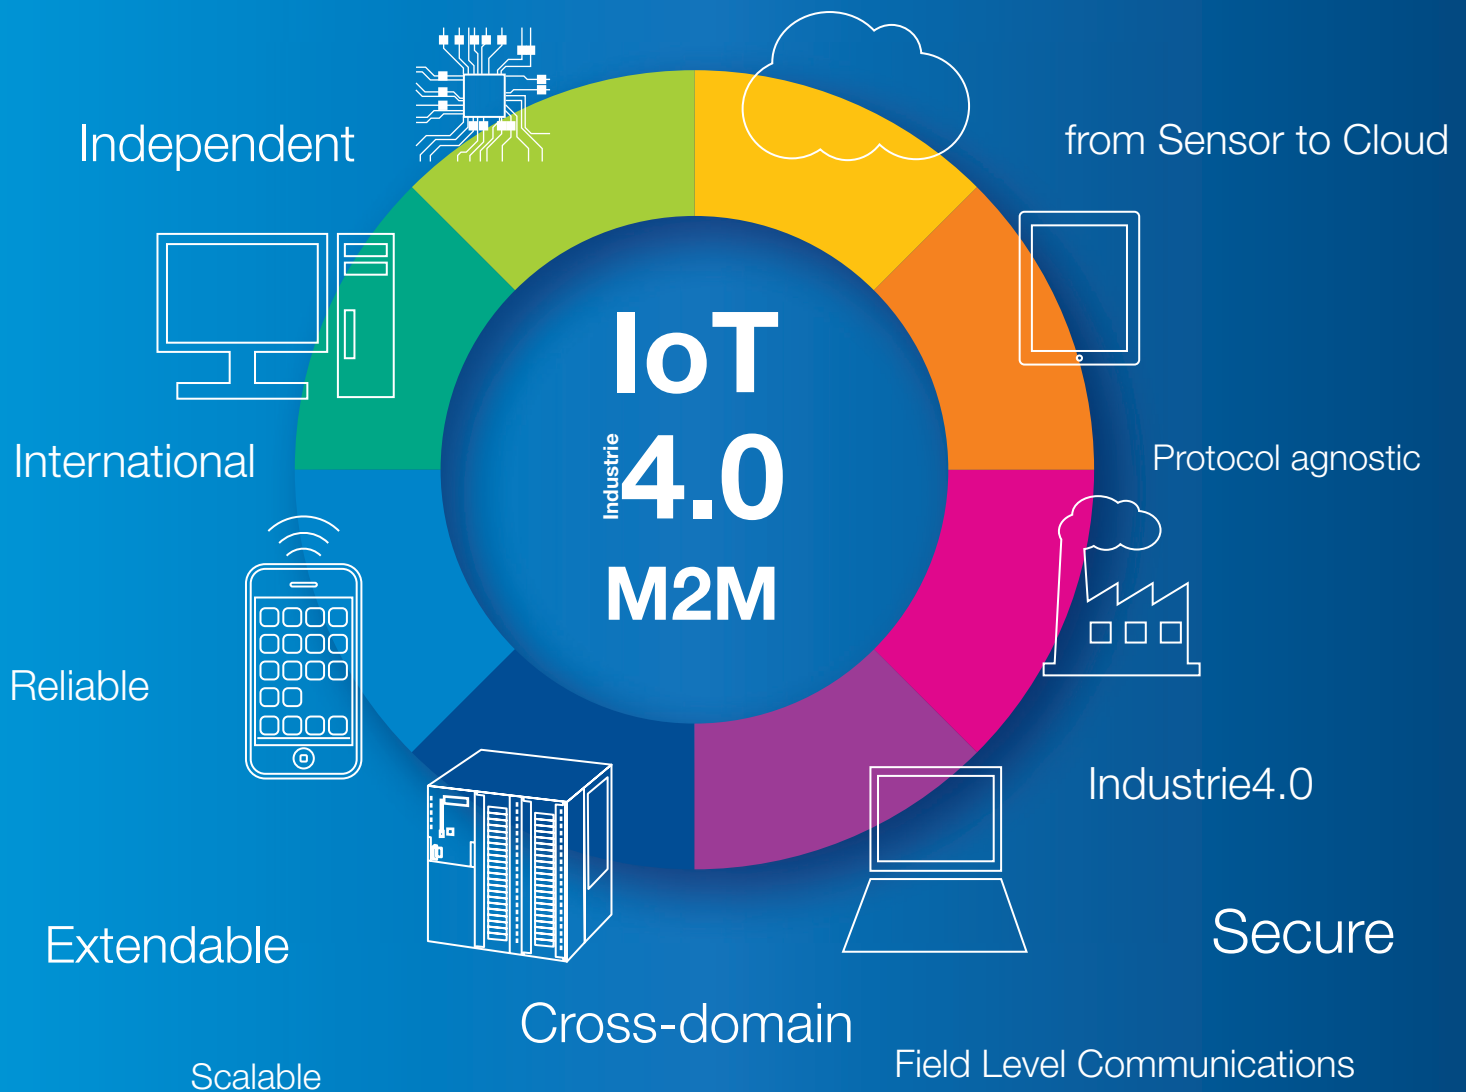 Independent
from Sensor to Cloud
IoT
Industrie
4.0
M2M
International
Protocol agnostic
Reliable
Industrie4.0
Extendable
Secure
Cross-domain
Field Level Communications
Scalable